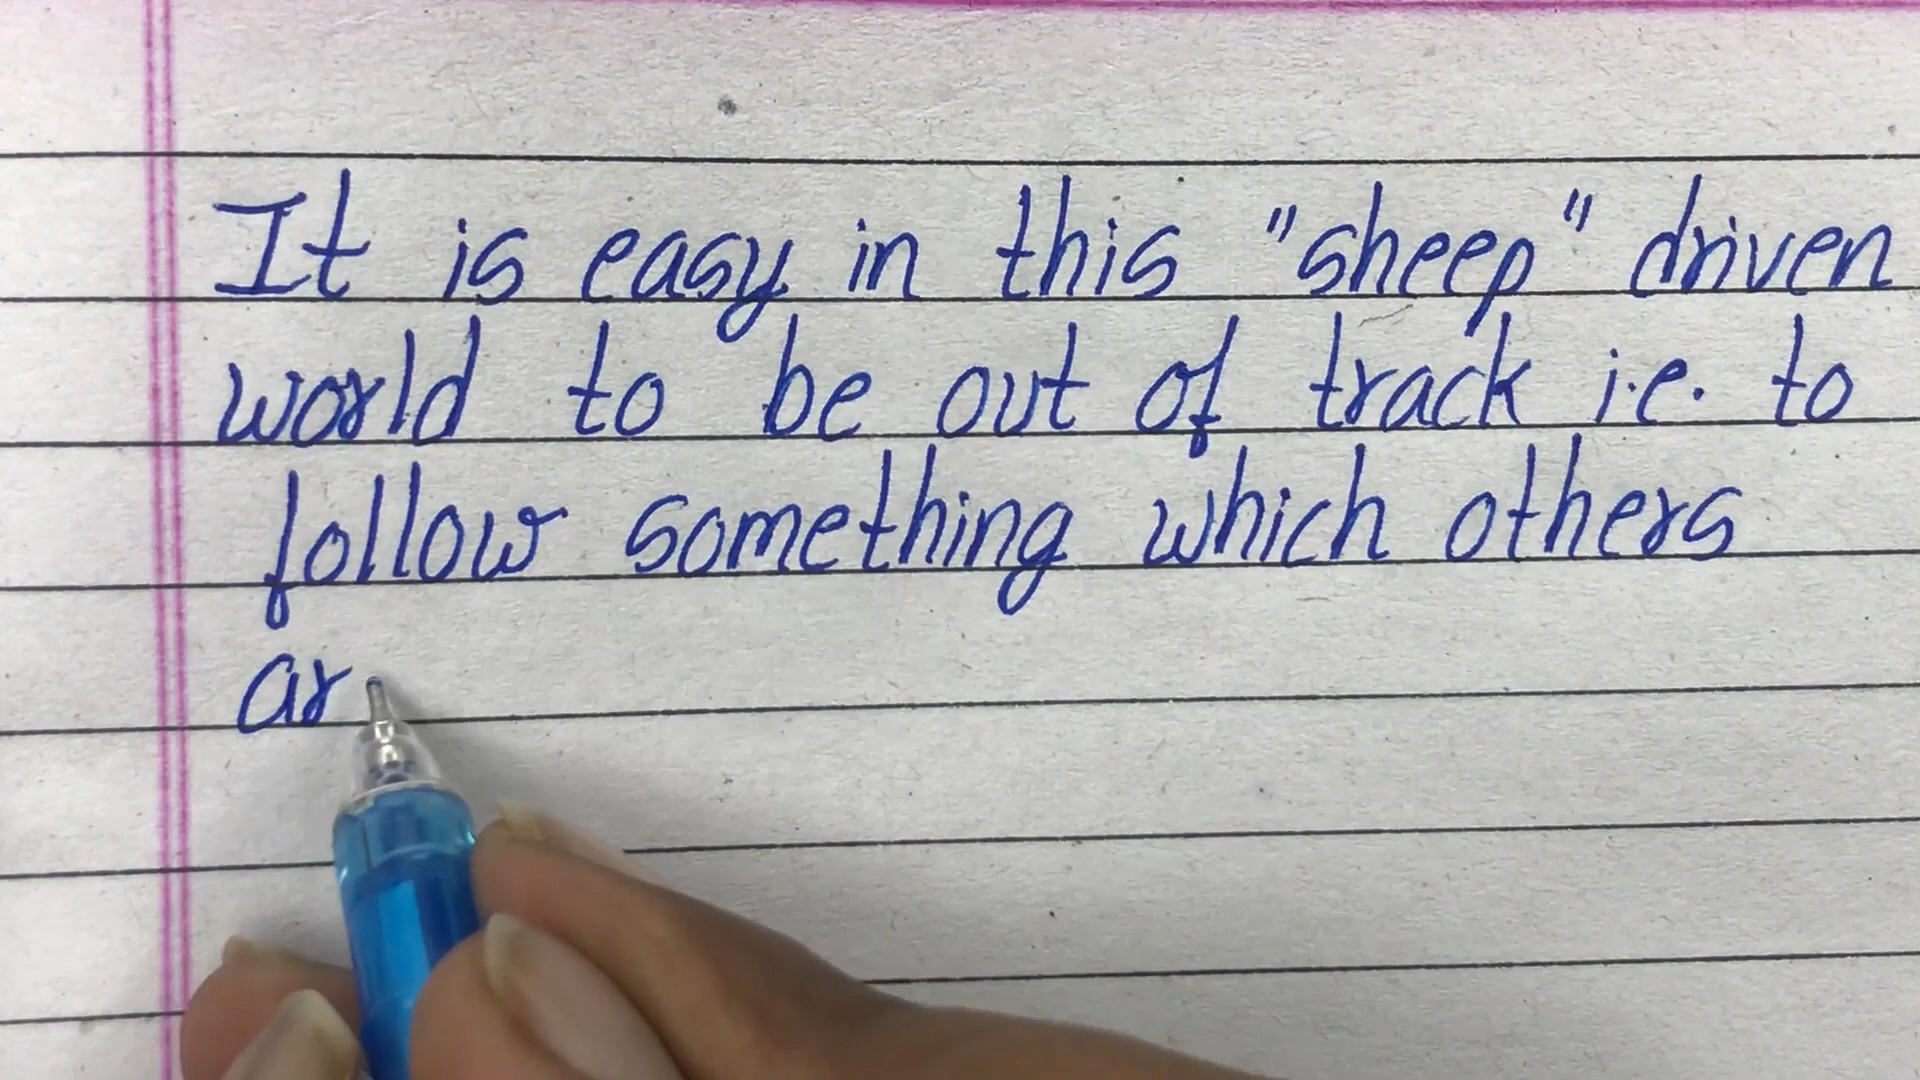 It is easy in this "sheep" driven
world to be out of track i.e. to
follow something which others
ar